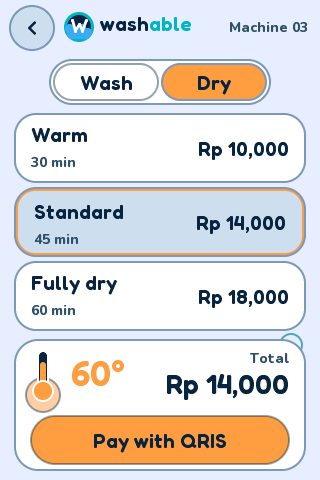 washable
Machine 03
Wash
Dry
Warm
30 min
Rp 10,000
Standard
45 min
Rp 14,000
Fully dry
60 min
Rp 18,000
60°
Total
Rp 14,000
Pay with QRIS